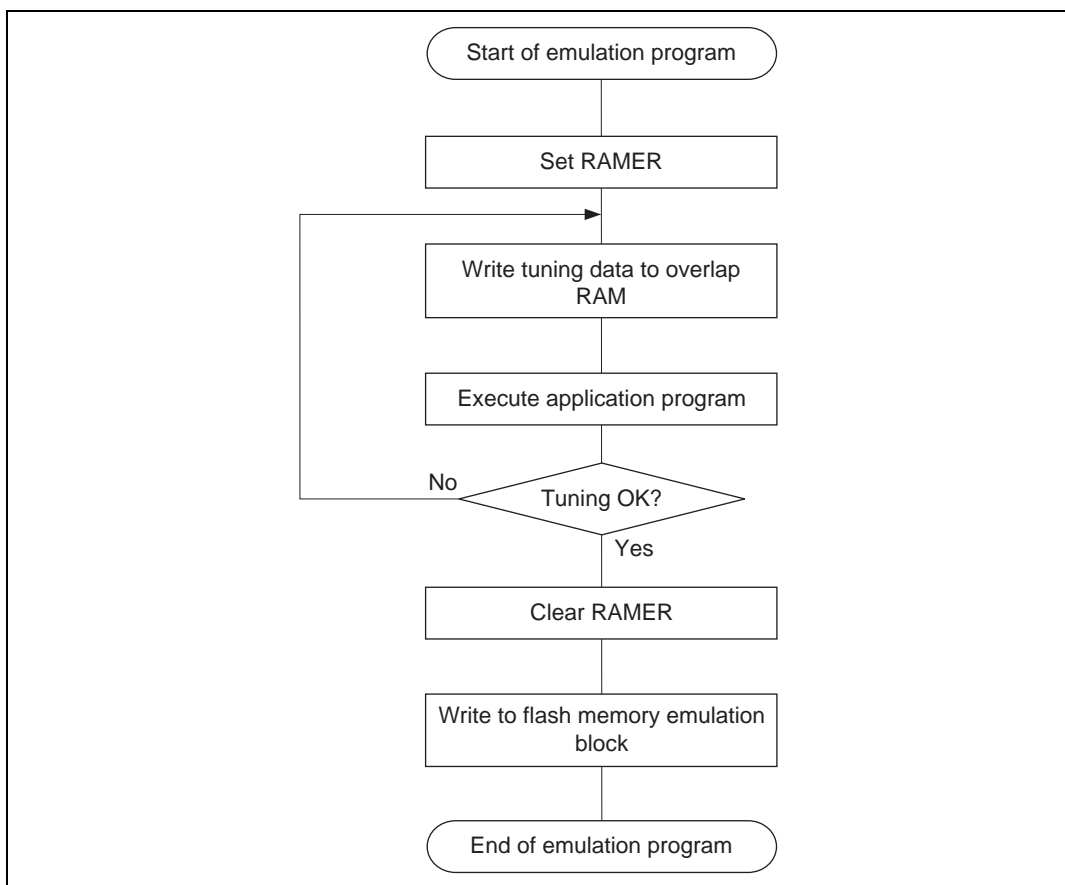 Start of emulation program
Set RAMER
Write tuning data to overlap
RAM
Execute application program
No
Tuning OK?
Yes
Clear RAMER
Write to flash memory emulation
block
End of emulation program